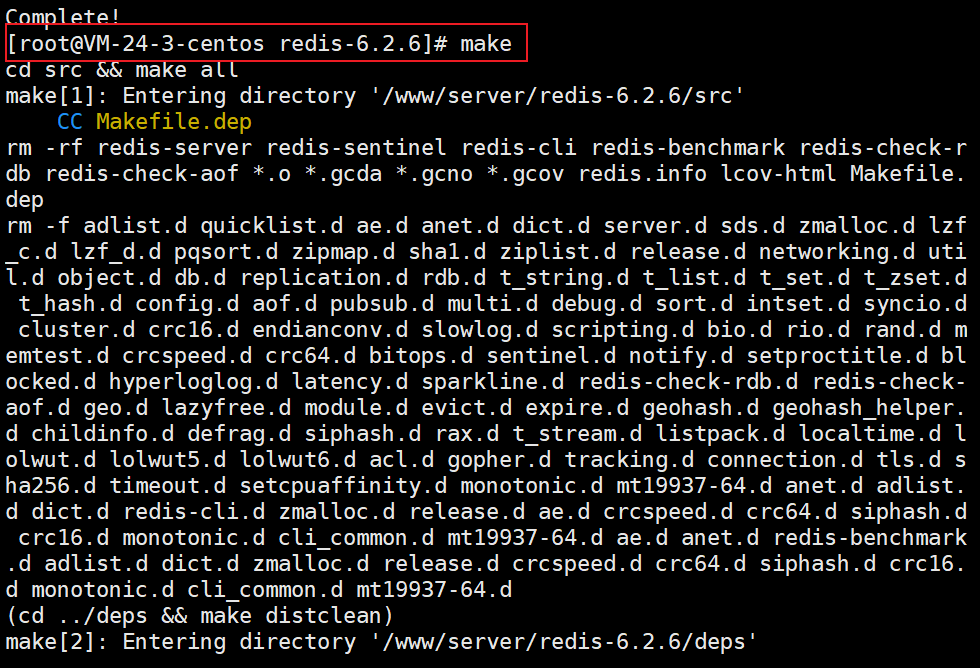 Complete!
[root@VM-24-3-centos redis-6.2.6]# make
cd src && make all
make[1]: Entering directory '/www/server/redis-6.2.6/src'
    CC Makefile.dep
rm -rf redis-server redis-sentinel redis-cli redis-benchmark redis-check-r
db redis-check-aof *.o *.gcda *.gcno *.gcov redis.info lcov-html Makefile.
dep
rm -f adlist.d quicklist.d ae.d anet.d dict.d server.d sds.d zmalloc.d lzf
_c.d lzf_d.d pqsort.d zipmap.d sha1.d ziplist.d release.d networking.d uti
l.d object.d db.d replication.d rdb.d t_string.d t_list.d t_set.d t_zset.d
 t_hash.d config.d aof.d pubsub.d multi.d debug.d sort.d intset.d syncio.d
 cluster.d crc16.d endianconv.d slowlog.d scripting.d bio.d rio.d rand.d m
emtest.d crcspeed.d crc64.d bitops.d sentinel.d notify.d setproctitle.d bl
ocked.d hyperloglog.d latency.d sparkline.d redis-check-rdb.d redis-check-
aof.d geo.d lazyfree.d module.d evict.d expire.d geohash.d geohash_helper.
d childinfo.d defrag.d siphash.d rax.d t_stream.d listpack.d localtime.d l
olwut.d lolwut5.d lolwut6.d acl.d gopher.d tracking.d connection.d tls.d s
ha256.d timeout.d setcpuaffinity.d monotonic.d mt19937-64.d anet.d adlist.
d dict.d redis-cli.d zmalloc.d release.d ae.d crcspeed.d crc64.d siphash.d
 crc16.d monotonic.d cli_common.d mt19937-64.d ae.d anet.d redis-benchmark
.d adlist.d dict.d zmalloc.d release.d crcspeed.d crc64.d siphash.d crc16.
d monotonic.d cli_common.d mt19937-64.d
(cd ../deps && make distclean)
make[2]: Entering directory '/www/server/redis-6.2.6/deps'